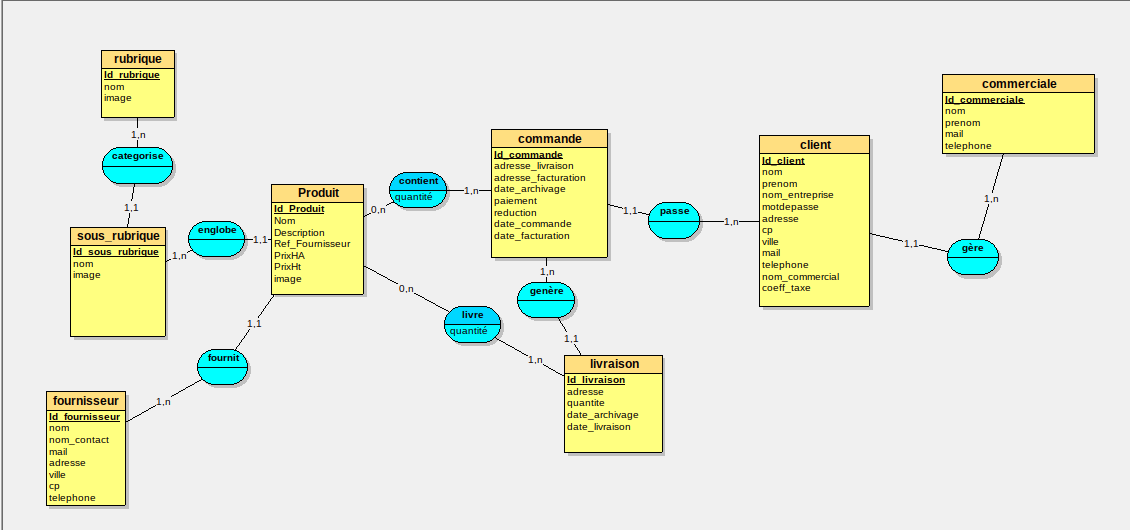 rubrique
Id_rubrique
nom
image
1,n
categorise
1,1
sous_rubrique
Id_sous_rubrique
nom
image
1,n
englobe
1,1
Produit
Id_Produit
Nom
Description
Ref_Fournisseur
PrixHA
PrixHt
image
1,1
fournit
1,n
fournisseur
Id_fournisseur
nom
nom_contact
mail
adresse
ville
cp
telephone
0,n
contient
quantité
1,n
commande
Id_commande
adresse_livraison
adresse_facturation
date_archivage
paiement
reduction
date_commande
date_facturation
0,n
livre
quantité
1,n
1,n
genère
1,1
livraison
Id_livraison
adresse
quantite
date_archivage
date_livraison
1,1
passe
1,n
client
Id_client
nom
prenom
nom_entreprise
motdepasse
adresse
cp
ville
mail
telephone
nom_commercial
coeff_taxe
1,1
gère
1,n
commerciale
Id_commerciale
nom
prenom
mail
telephone